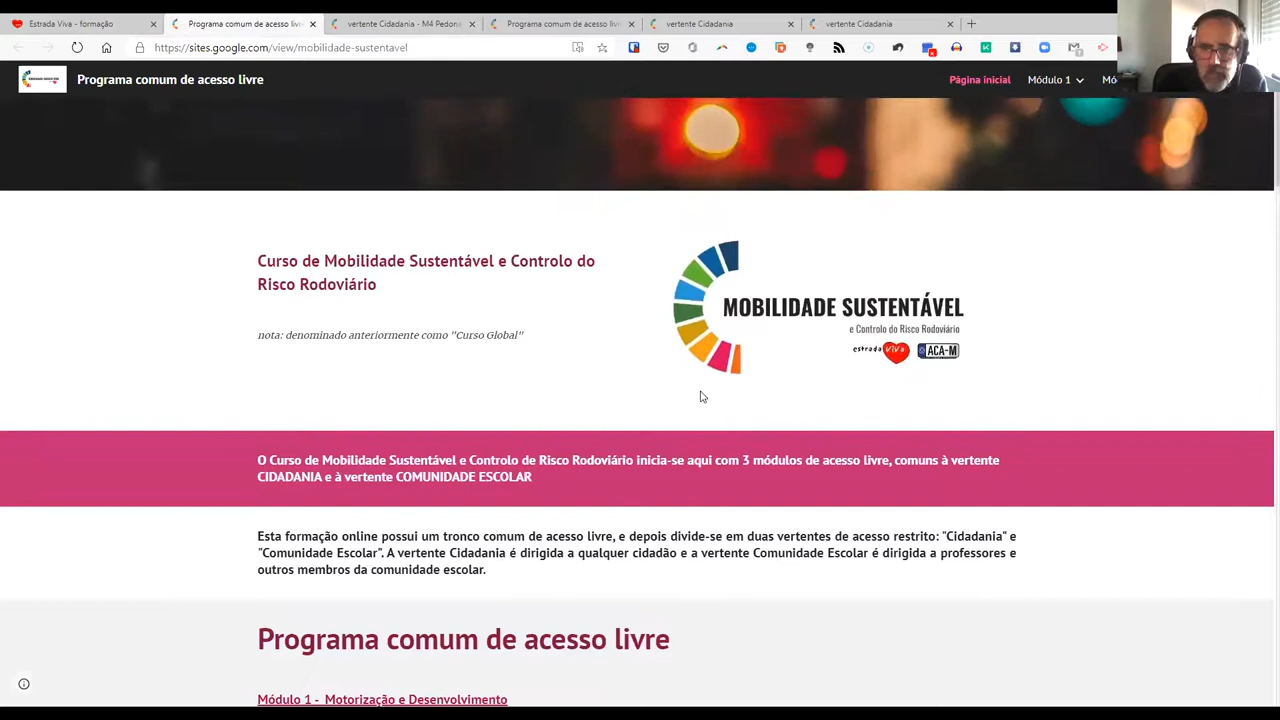 Estrada Viva - formação
Programa comum de acesso livre
vertente Cidadania - M4 Pedona
Programa comum de acesso livre
vertente Cidadania
vertente Cidadania
https://sites.google.com/view/mobilidade-sustentavel
Programa comum de acesso livre
Página inicial
Módulo 1
Mó
Curso de Mobilidade Sustentável e Controlo do
Risco Rodoviário
nota: denominado anteriormente como "Curso Global"
MOBILIDADE SUSTENTÁVEL
e Controlo do Risco Rodoviário
estrada viva ACA-M
O Curso de Mobilidade Sustentável e Controlo de Risco Rodoviário inicia-se aqui com 3 módulos de acesso livre, comuns à vertente
CIDADANIA e à vertente COMUNIDADE ESCOLAR
Esta formação online possui um tronco comum de acesso livre, e depois divide-se em duas vertentes de acesso restrito: "Cidadania" e
"Comunidade Escolar". A vertente Cidadania é dirigida a qualquer cidadão e a vertente Comunidade Escolar é dirigida a professores e
outros membros da comunidade escolar.
Programa comum de acesso livre
Módulo 1 - Motorização e Desenvolvimento